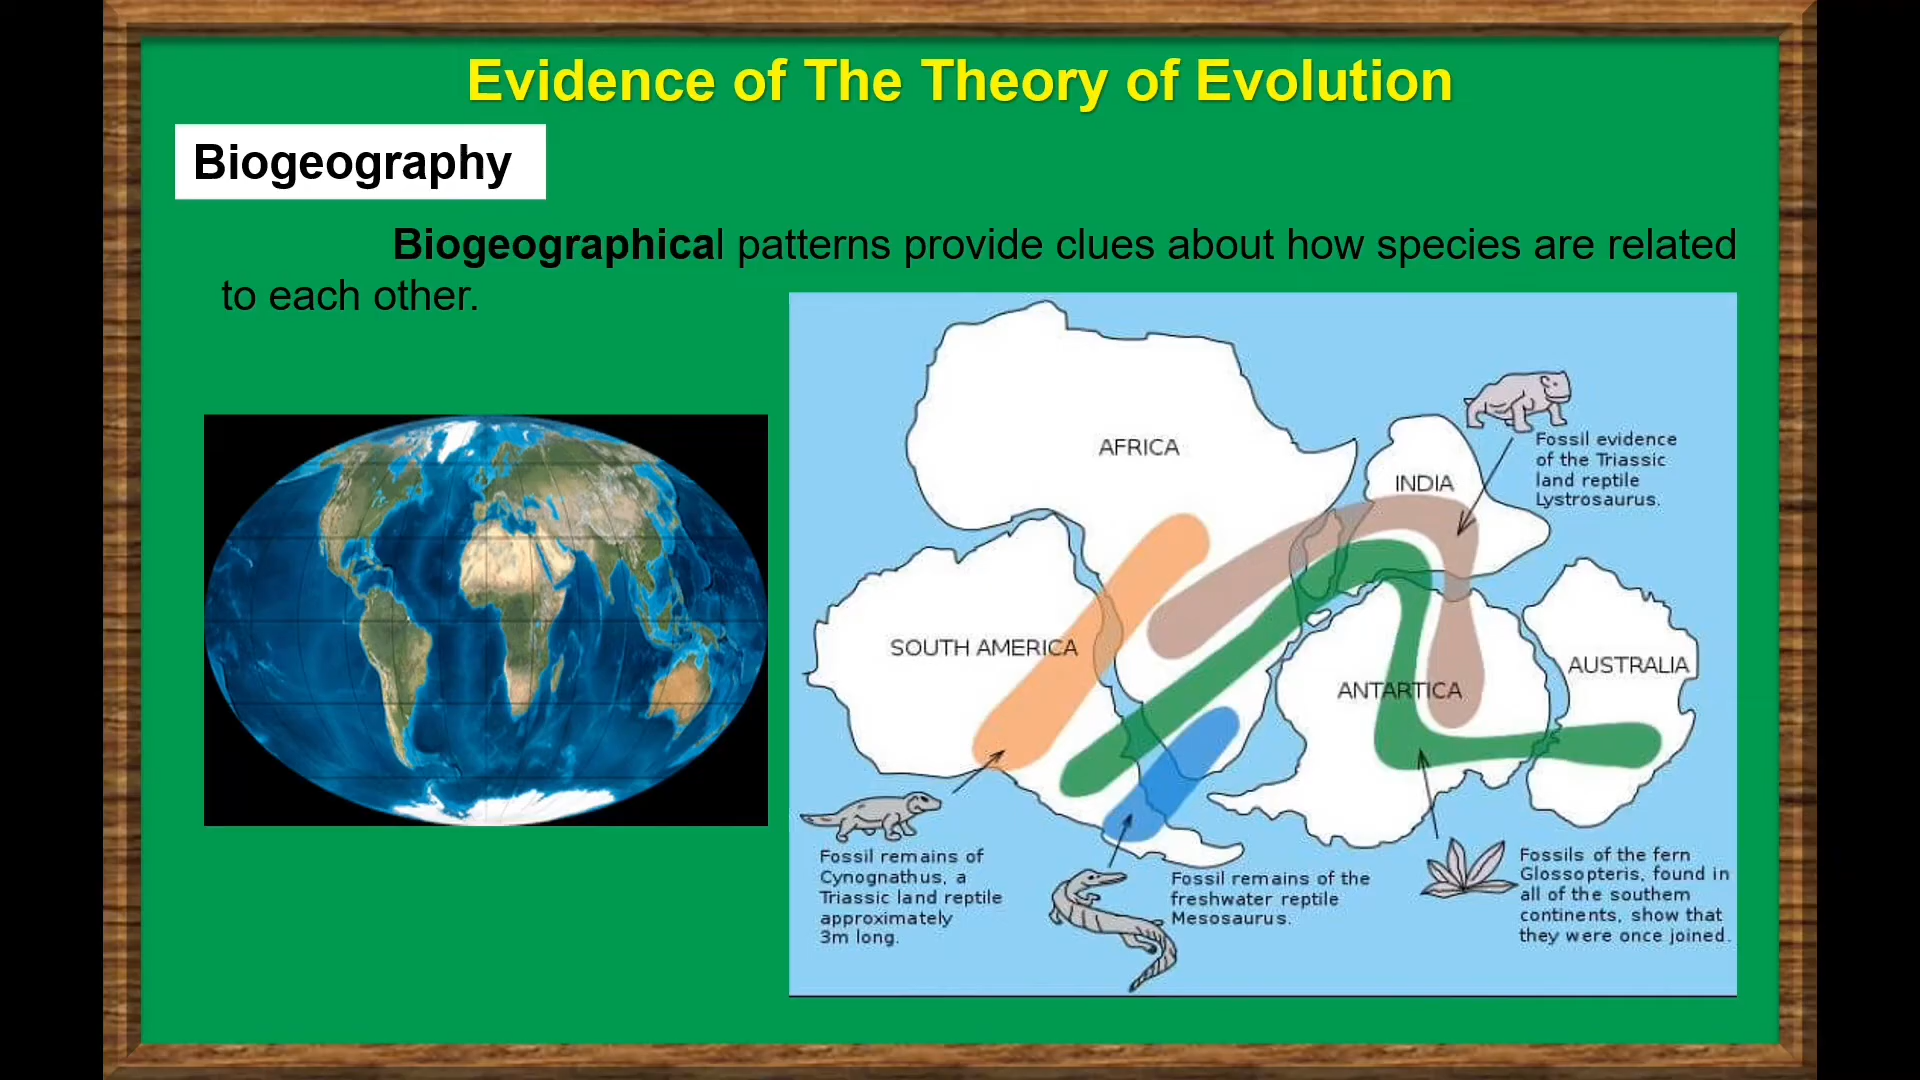 Evidence of The Theory of Evolution
Biogeography
Biogeographical patterns provide clues about how species are related
to each other.
AFRICA
INDIA
Fossil evidence
of the Triassic
land reptile
Lystrosaurus.
SOUTH AMERICA
AUSTRALIA
ANTARTICA
Fossil remains of
Cynognathus, a
Triassic land reptile
approximately
3m long.
Fossil remains of the
freshwater reptile
Mesosaurus.
Fossils of the fern
Glossopteris, found in
all of the southern
continents, show that
they were once joined.